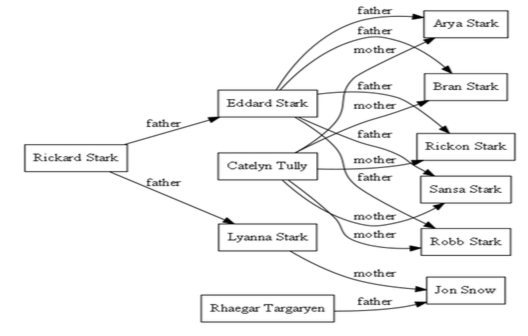 father
Arya Stark
father
mother
Bran Stark
father
Eddard Stark
mother
father
father
Rickon Stark
Rickard Stark
Catelyn Tully
mother
father
Sansa Stark
father
mother
Lyanna Stark
mother
Robb Stark
mother
Jon Snow
Rhaegar Targaryen
father